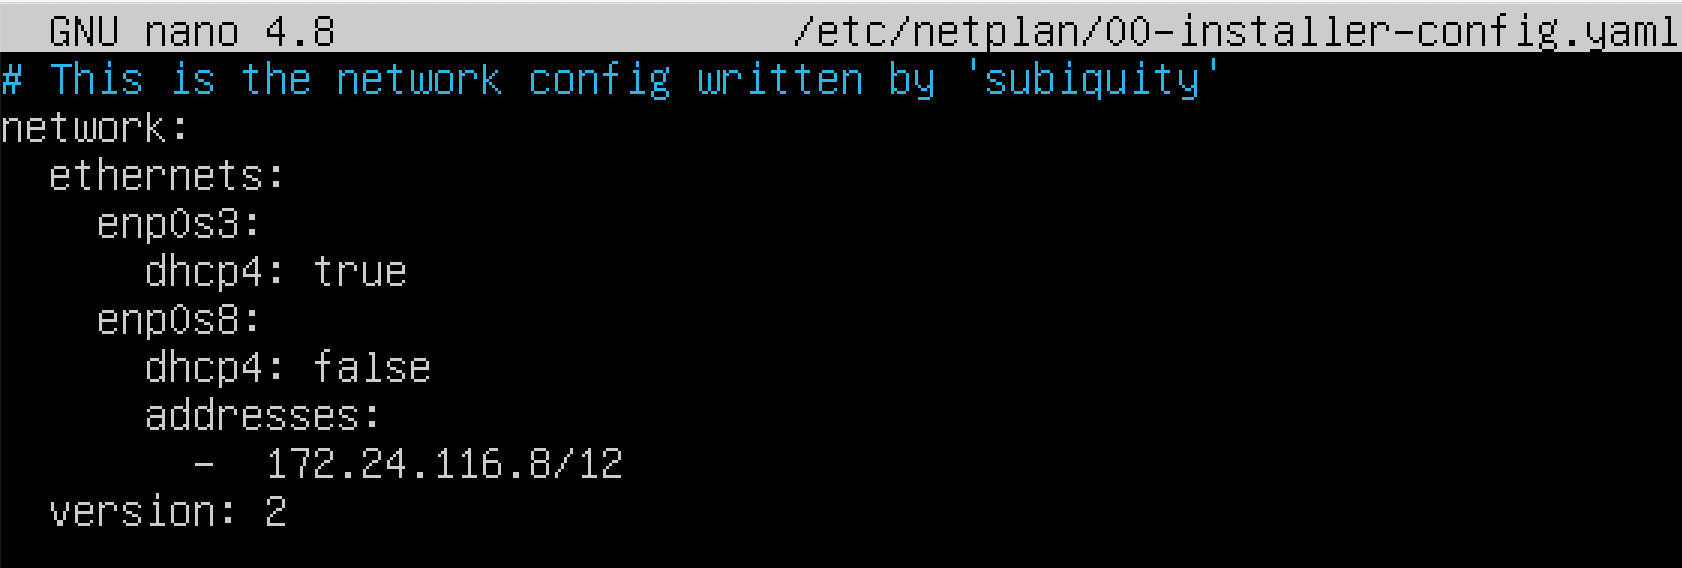 GNU nano 4.8 /etc/netplan/00-installer-config.yaml
# This is the network config written by 'subiquity'
network:
  ethernets:
    enp0s3:
      dhcp4: true
    enp0s8:
      dhcp4: false
      addresses:
        -  172.24.116.8/12
  version: 2